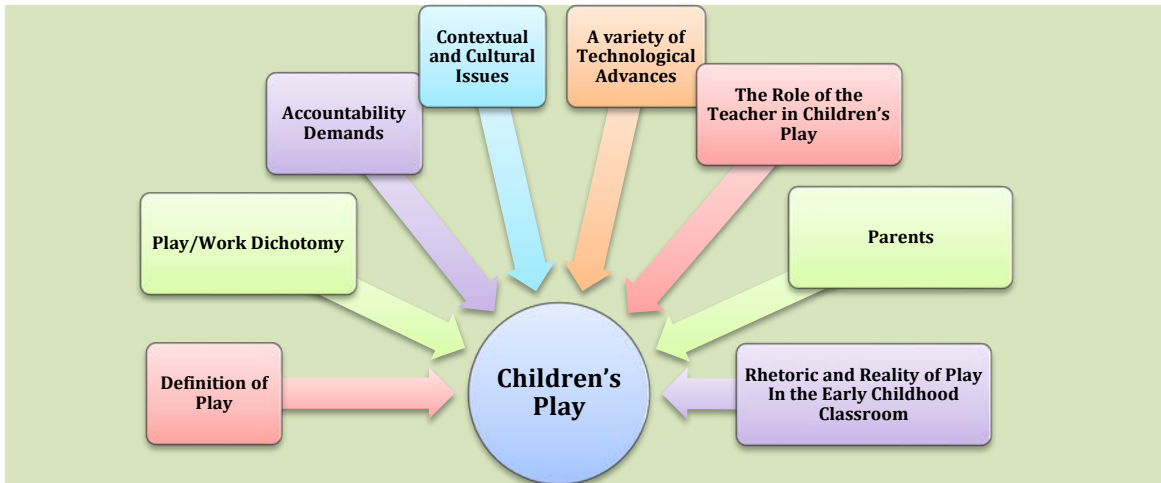 Contextual
and Cultural
Issues
A variety of
Technological
Advances
Accountability
Demands
The Role of the
Teacher in Children’s
Play
Play/Work Dichotomy
Parents
Definition of
Play
Children’s
Play
Rhetoric and Reality of Play
In the Early Childhood
Classroom